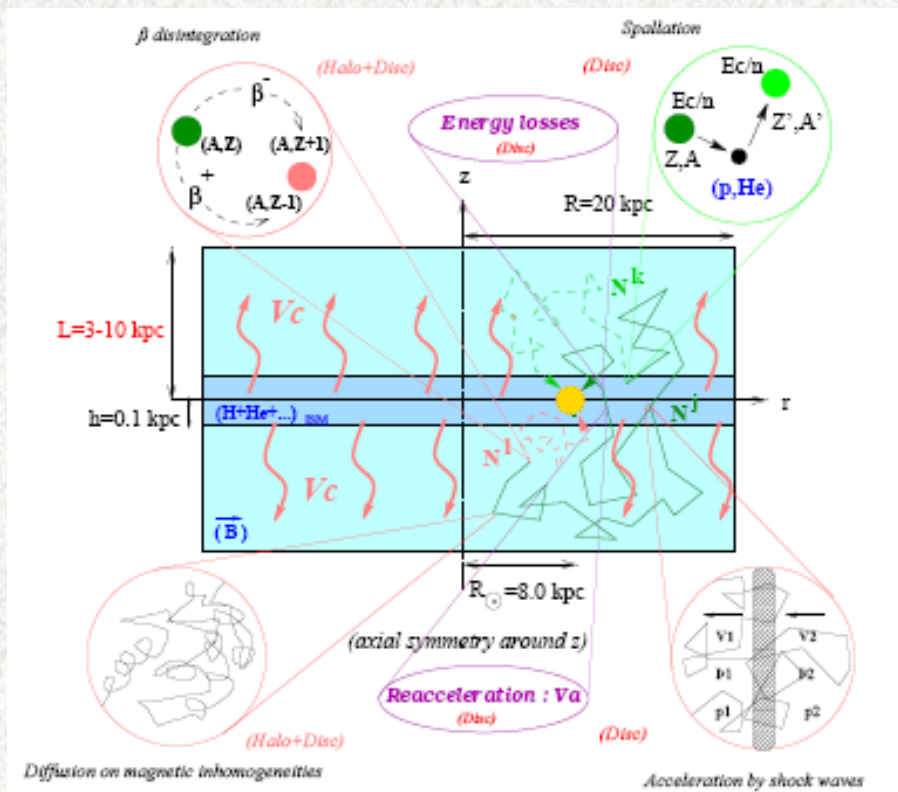 β disintegration
Spallation
(Halo+Disc)
(Disc)
Ec/n
Ec/n
β-
Energy losses
(Disc)
Z',A'
(A,Z)
(A,Z+1)
Z,A
+
β
(A,Z-1)
z
(p,He)
R=20 kpc
N^k
Vc
L=3-10 kpc
h=0.1 kpc
(H+He+...) ISM
r
N^j
N^l
Vc
(B)
R☉=8.0 kpc
(axial symmetry around z)
V1
V2
p1
p2
Reacceleration : Va
(Disc)
(Halo+Disc)
(Disc)
Diffusion on magnetic inhomogeneities
Acceleration by shock waves